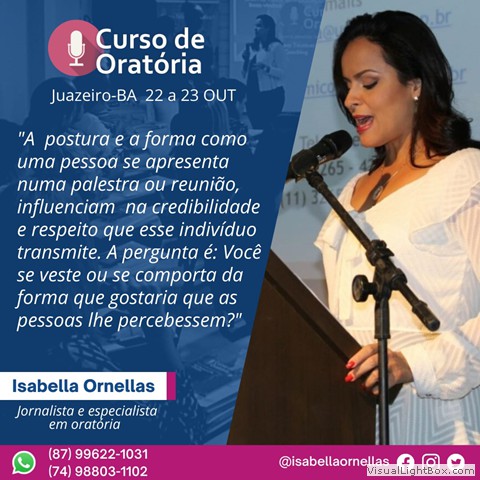 Curso de
Oratória
Juazeiro-BA 22 a 23 OUT
"A postura e a forma como
uma pessoa se apresenta
numa palestra ou reunião,
influenciam na credibilidade
e respeito que esse indivíduo
transmite. A pergunta é: Você
se veste ou se comporta da
forma que gostaria que as
pessoas lhe percebessem?"
Isabella Ornellas
Jornalista e especialista
em oratória
(87) 99622-1031
(74) 98803-1102
@isabellaornellas
VisualLightBox.com